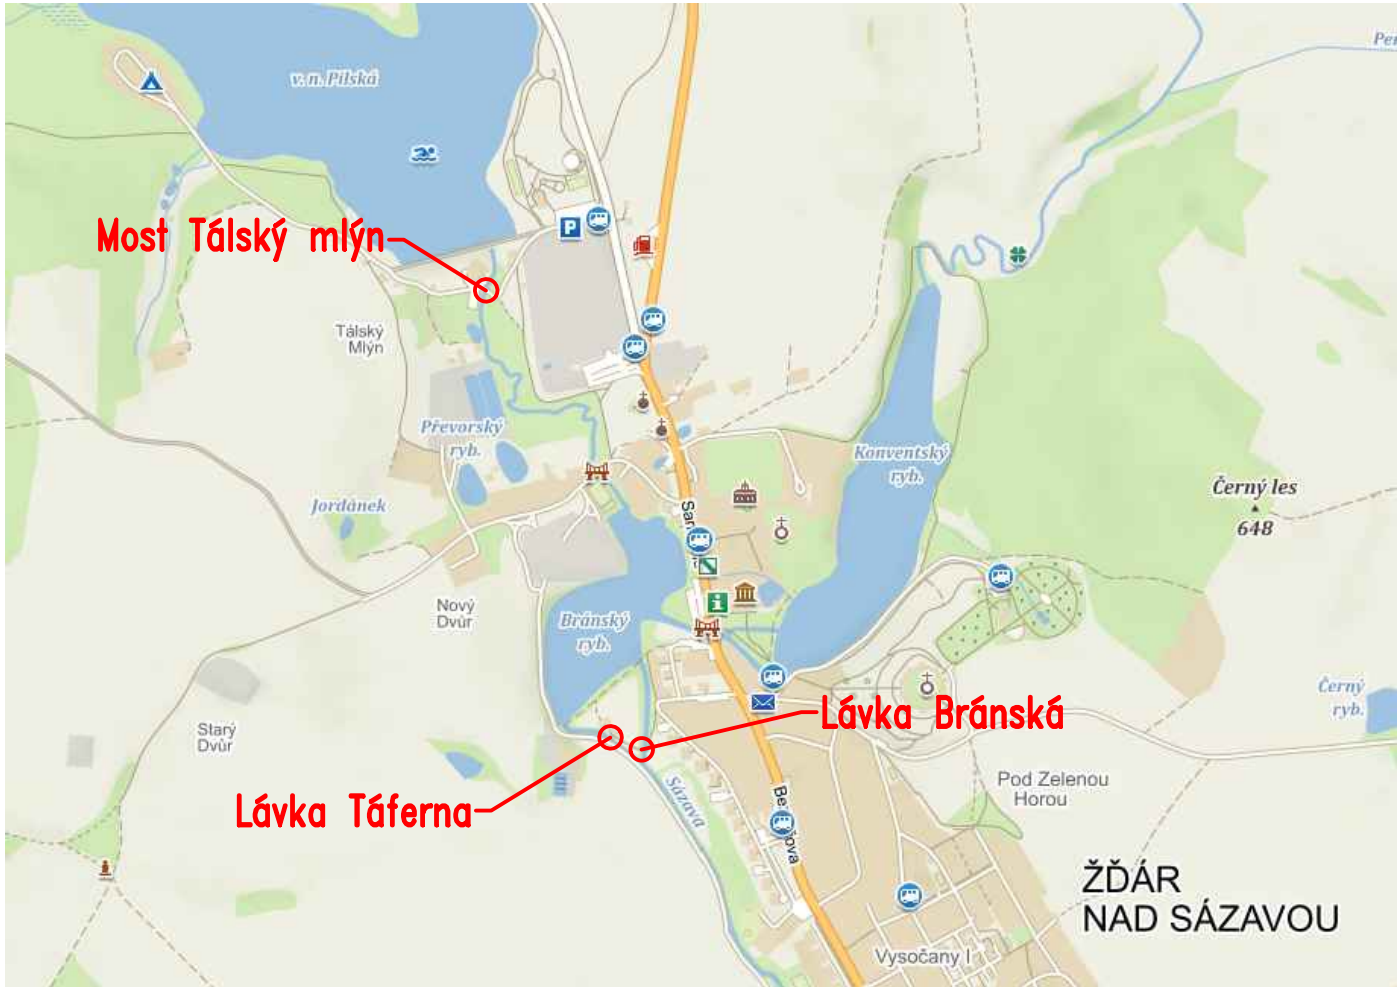 Per
v. n. Pilská
Most Tálský mlýn
P
Tálský
Mlýn
Převorský
ryb.
Konventský
ryb.
Jordánek
Černý les
648
i
Nový
Dvůr
Bránský
ryb.
Černý
ryb.
Lávka Bránská
Starý
Dvůr
Pod Zelenou
Horou
Sázava
Lávka Táferna
ŽĎÁR
NAD SÁZAVOU
Vysočany I